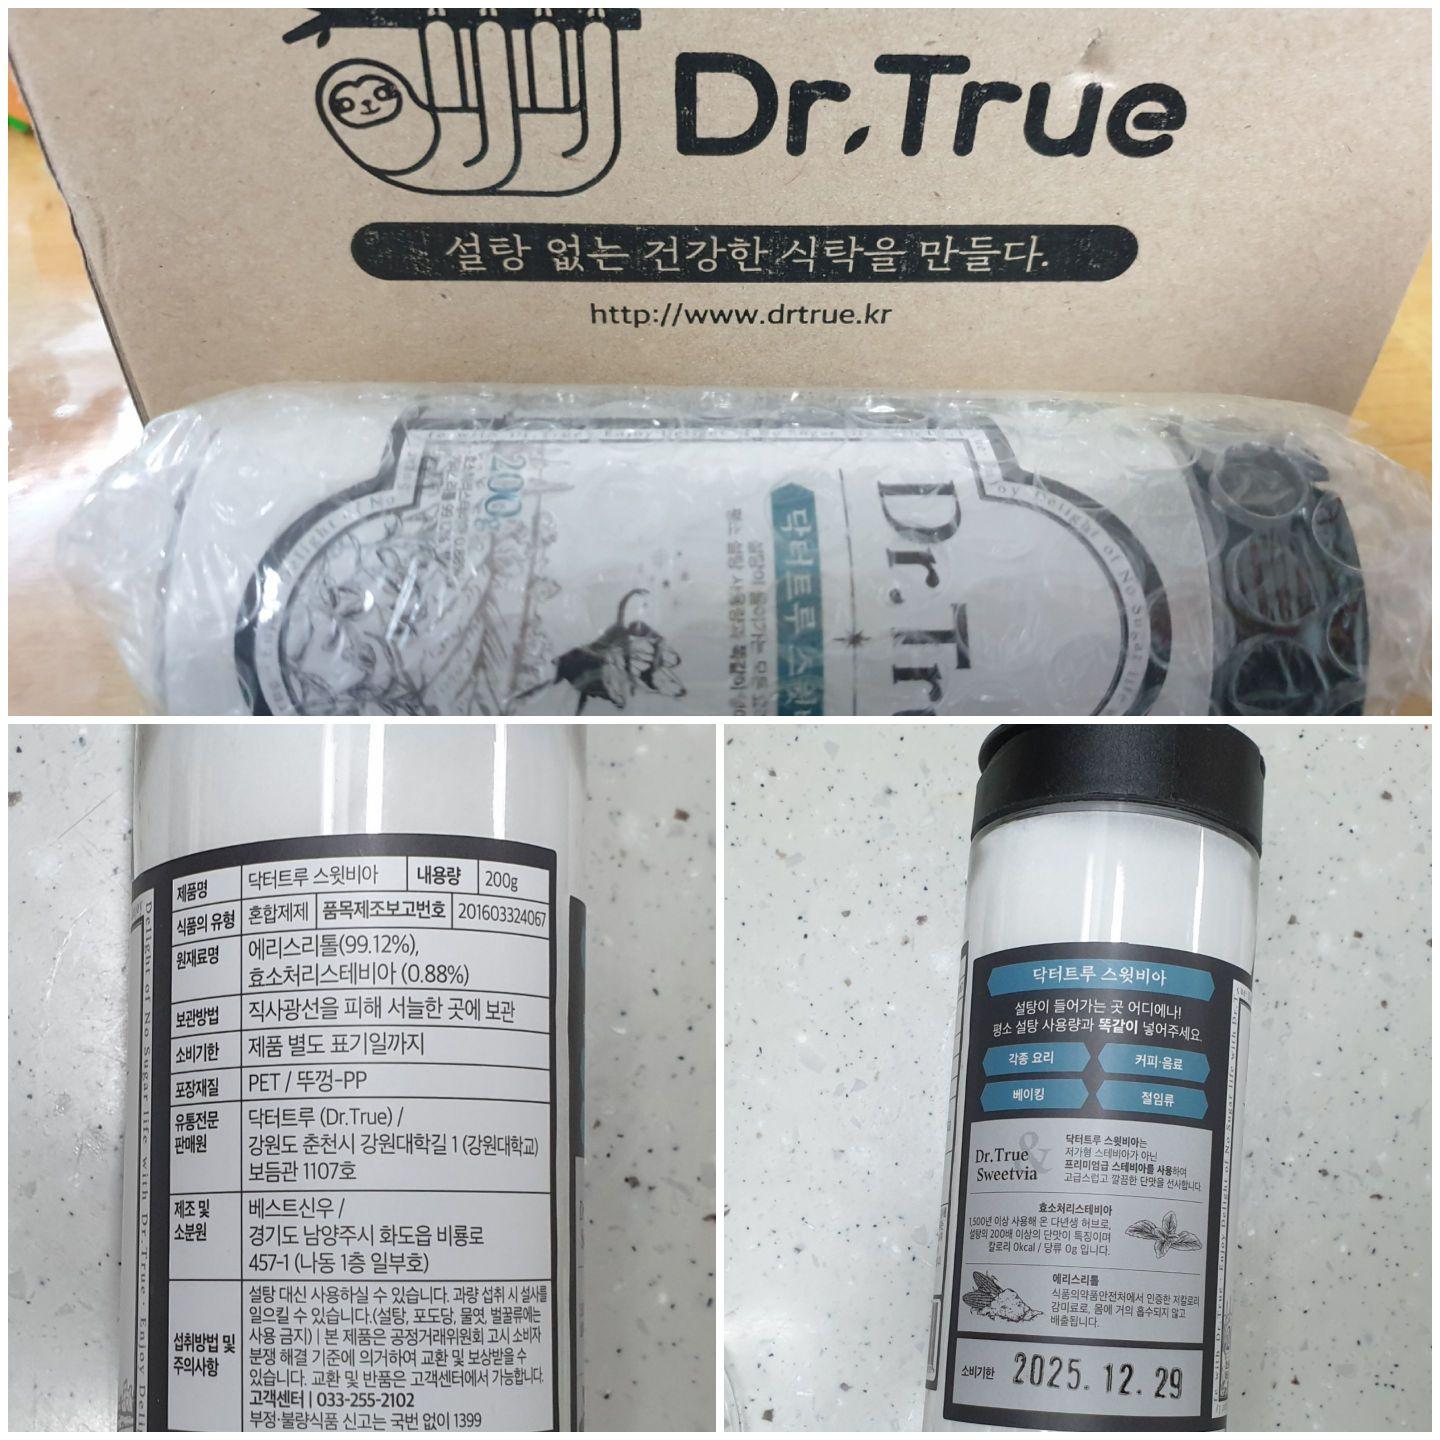 Dr.True
설탕 없는 건강한 식탁을 만들다.
http://www.drtrue.kr
200g
제품명 닥터트루 스윗비아 내용량 200g
식품의 유형 혼합제제 품목제조보고번호 201603324067
원재료명 에리스리톨(99.12%),
효소처리스테비아 (0.88%)
보관방법 직사광선을 피해 서늘한 곳에 보관
소비기한 제품 별도 표기일까지
포장재질 PET / 뚜껑-PP
유통전문
판매원
닥터트루 (Dr.True) /
강원도 춘천시 강원대학길 1 (강원대학교)
보듬관 1107호
제조 및
소분원
베스트신우 /
경기도 남양주시 화도읍 비룡로
457-1 (나동 1층 일부호)
섭취방법 및
주의사항
설탕 대신 사용하실 수 있습니다. 과량 섭취 시 설사를
일으킬 수 있습니다.(설탕, 포도당, 물엿, 벌꿀류에는
사용 금지) | 본 제품은 공정거래위원회 고시 소비자
분쟁 해결 기준에 의거하여 교환 및 보상받을 수
있습니다. 교환 및 반품은 고객센터에서 가능합니다.
고객센터 | 033-255-2102
부정·불량식품 신고는 국번 없이 1399
Delight of No Sugar life with Dr.True · Enjoy
닥터트루 스윗비아
설탕이 들어가는 곳 어디에나!
평소 설탕 사용량과 똑같이 넣어주세요.
각종 요리 커피·음료
베이킹 절임류
Dr.True
&
Sweetvia
닥터트루 스윗비아는
저가형 스테비아가 아닌
프리미엄급 스테비아를 사용하여
고급스럽고 깔끔한 단맛을 선사합니다.
효소처리스테비아
1,500년 이상 사용해 온 다년생 허브로,
설탕의 200배 이상의 단맛이 특징이며
칼로리 0kcal / 당류 0g 입니다.
에리스리톨
식품의약품안전처에서 인증한 저칼로리
감미료로, 몸에 거의 흡수되지 않고
배출됩니다.
소비기한 2025. 12. 29